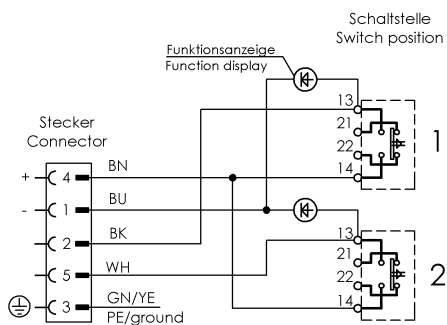 Schaltstelle
Switch position
Funktionsanzeige
Function display
13
21
22
14
1
Stecker
Connector
+ 4 BN
- 1 BU
2 BK
5 WH
3 GN/YE
PE/ground
13
21
22
14
2